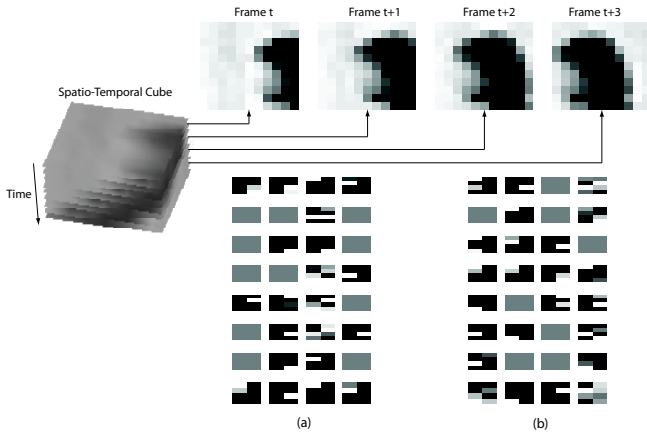 Frame t
Frame t+1
Frame t+2
Frame t+3
Spatio-Temporal Cube
Time
(a)
(b)